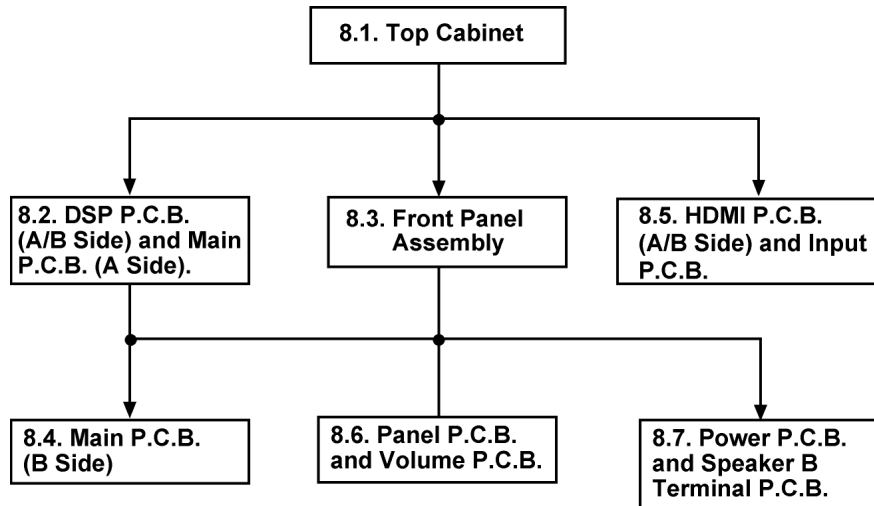 8.1. Top Cabinet
8.2. DSP P.C.B.
(A/B Side) and Main
P.C.B. (A Side).
8.3. Front Panel
Assembly
8.5. HDMI P.C.B.
(A/B Side) and Input
P.C.B.
8.4. Main P.C.B.
(B Side)
8.6. Panel P.C.B.
and Volume P.C.B.
8.7. Power P.C.B.
and Speaker B
Terminal P.C.B.